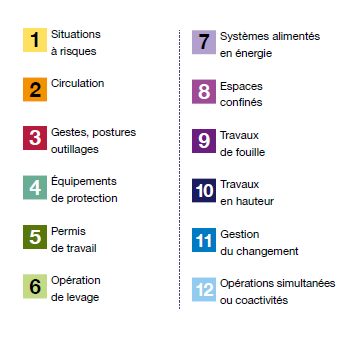 1 Situations
à risques
2 Circulation
3 Gestes, postures
outillages
4 Équipements
de protection
5 Permis
de travail
6 Opération
de levage
7 Systèmes alimentés
en énergie
8 Espaces
confinés
9 Travaux
de fouille
10 Travaux
en hauteur
11 Gestion
du changement
12 Opérations simultanées
ou coactivités